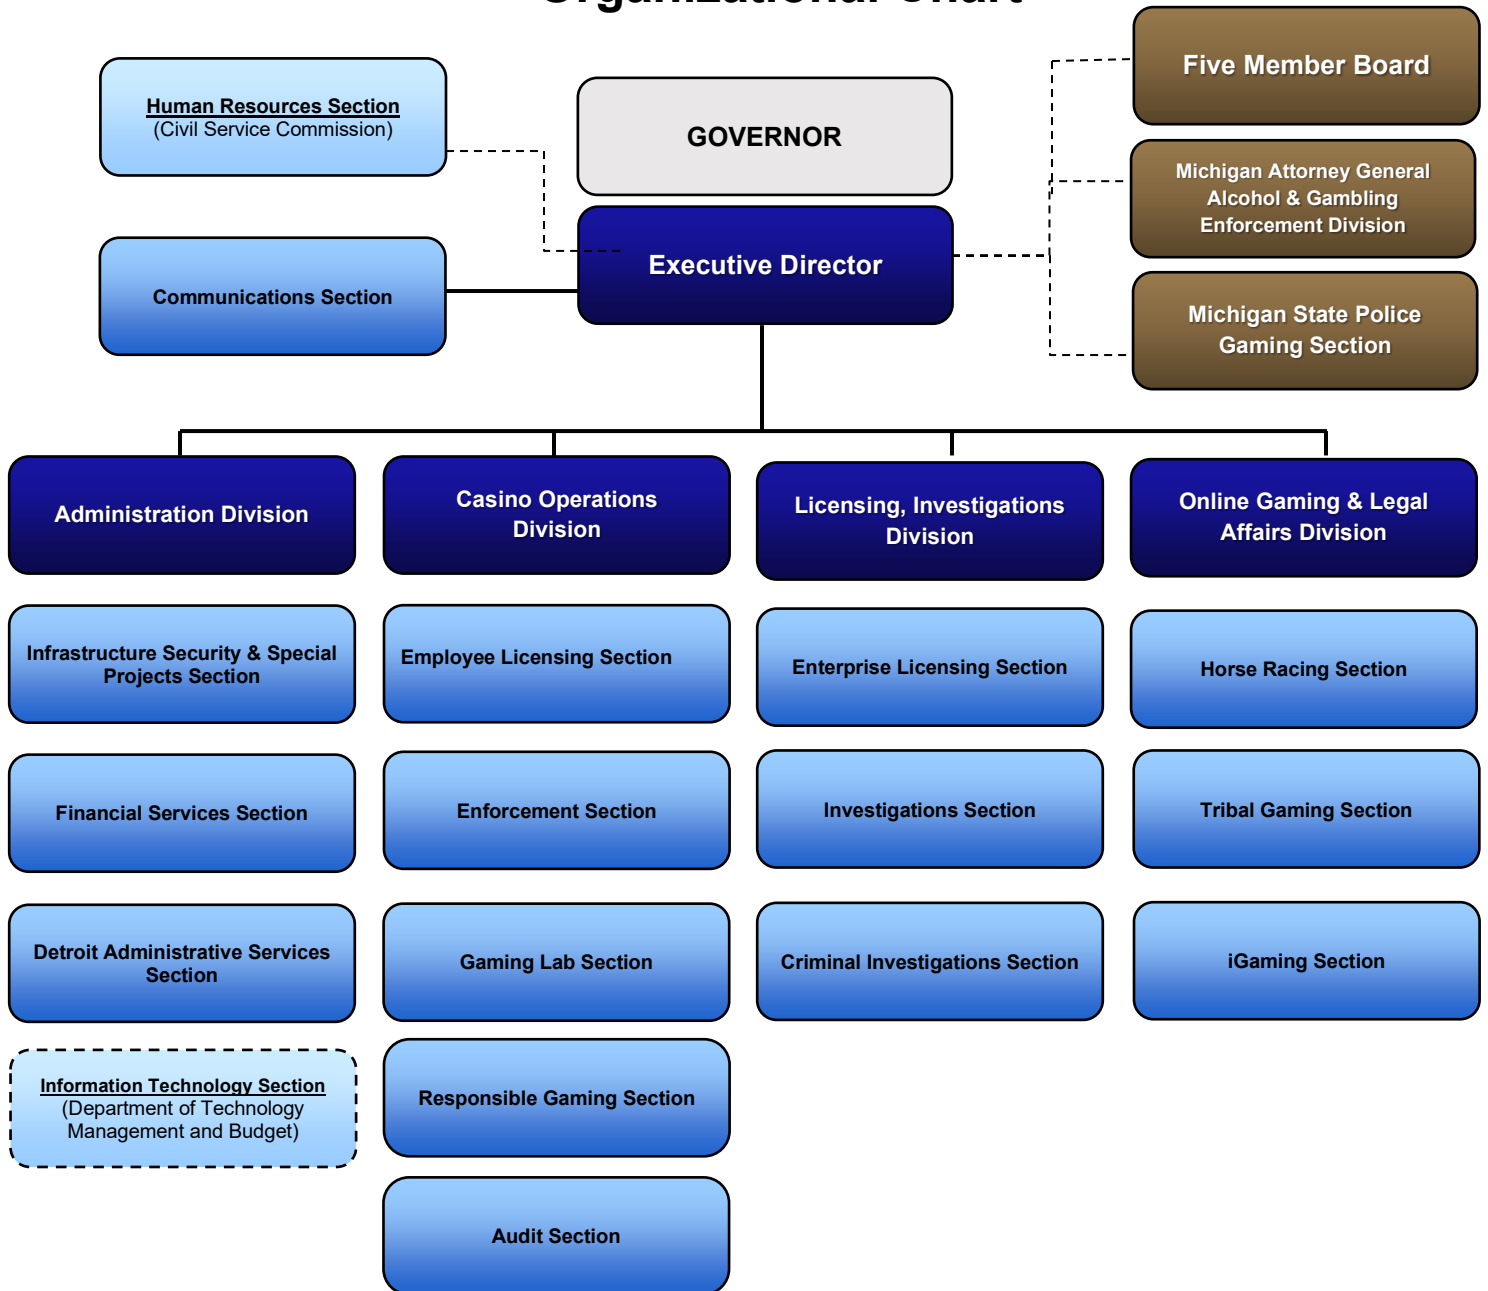 Organizational Chart
Human Resources Section
(Civil Service Commission)
GOVERNOR
Five Member Board
Michigan Attorney General
Alcohol & Gambling
Enforcement Division
Executive Director
Communications Section
Michigan State Police
Gaming Section
Administration Division
Casino Operations
Division
Licensing, Investigations
Division
Online Gaming & Legal
Affairs Division
Infrastructure Security & Special
Projects Section
Employee Licensing Section
Enterprise Licensing Section
Horse Racing Section
Financial Services Section
Enforcement Section
Investigations Section
Tribal Gaming Section
Detroit Administrative Services
Section
Gaming Lab Section
Criminal Investigations Section
iGaming Section
Information Technology Section
(Department of Technology
Management and Budget)
Responsible Gaming Section
Audit Section